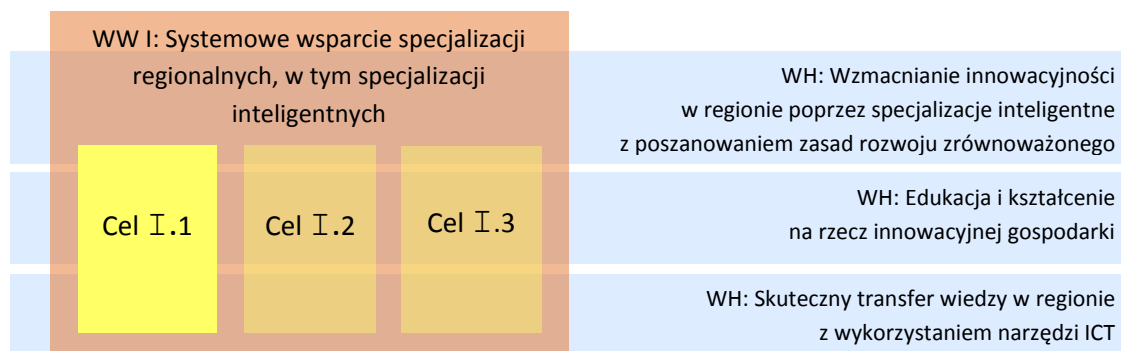 WW I: Systemowe wsparcie specjalizacji
regionalnych, w tym specjalizacji
inteligentnych
Cel I.1
Cel I.2
Cel I.3
WH: Wzmacnianie innowacyjności
w regionie poprzez specjalizacje inteligentne
z poszanowaniem zasad rozwoju zrównoważonego
WH: Edukacja i kształcenie
na rzecz innowacyjnej gospodarki
WH: Skuteczny transfer wiedzy w regionie
z wykorzystaniem narzędzi ICT